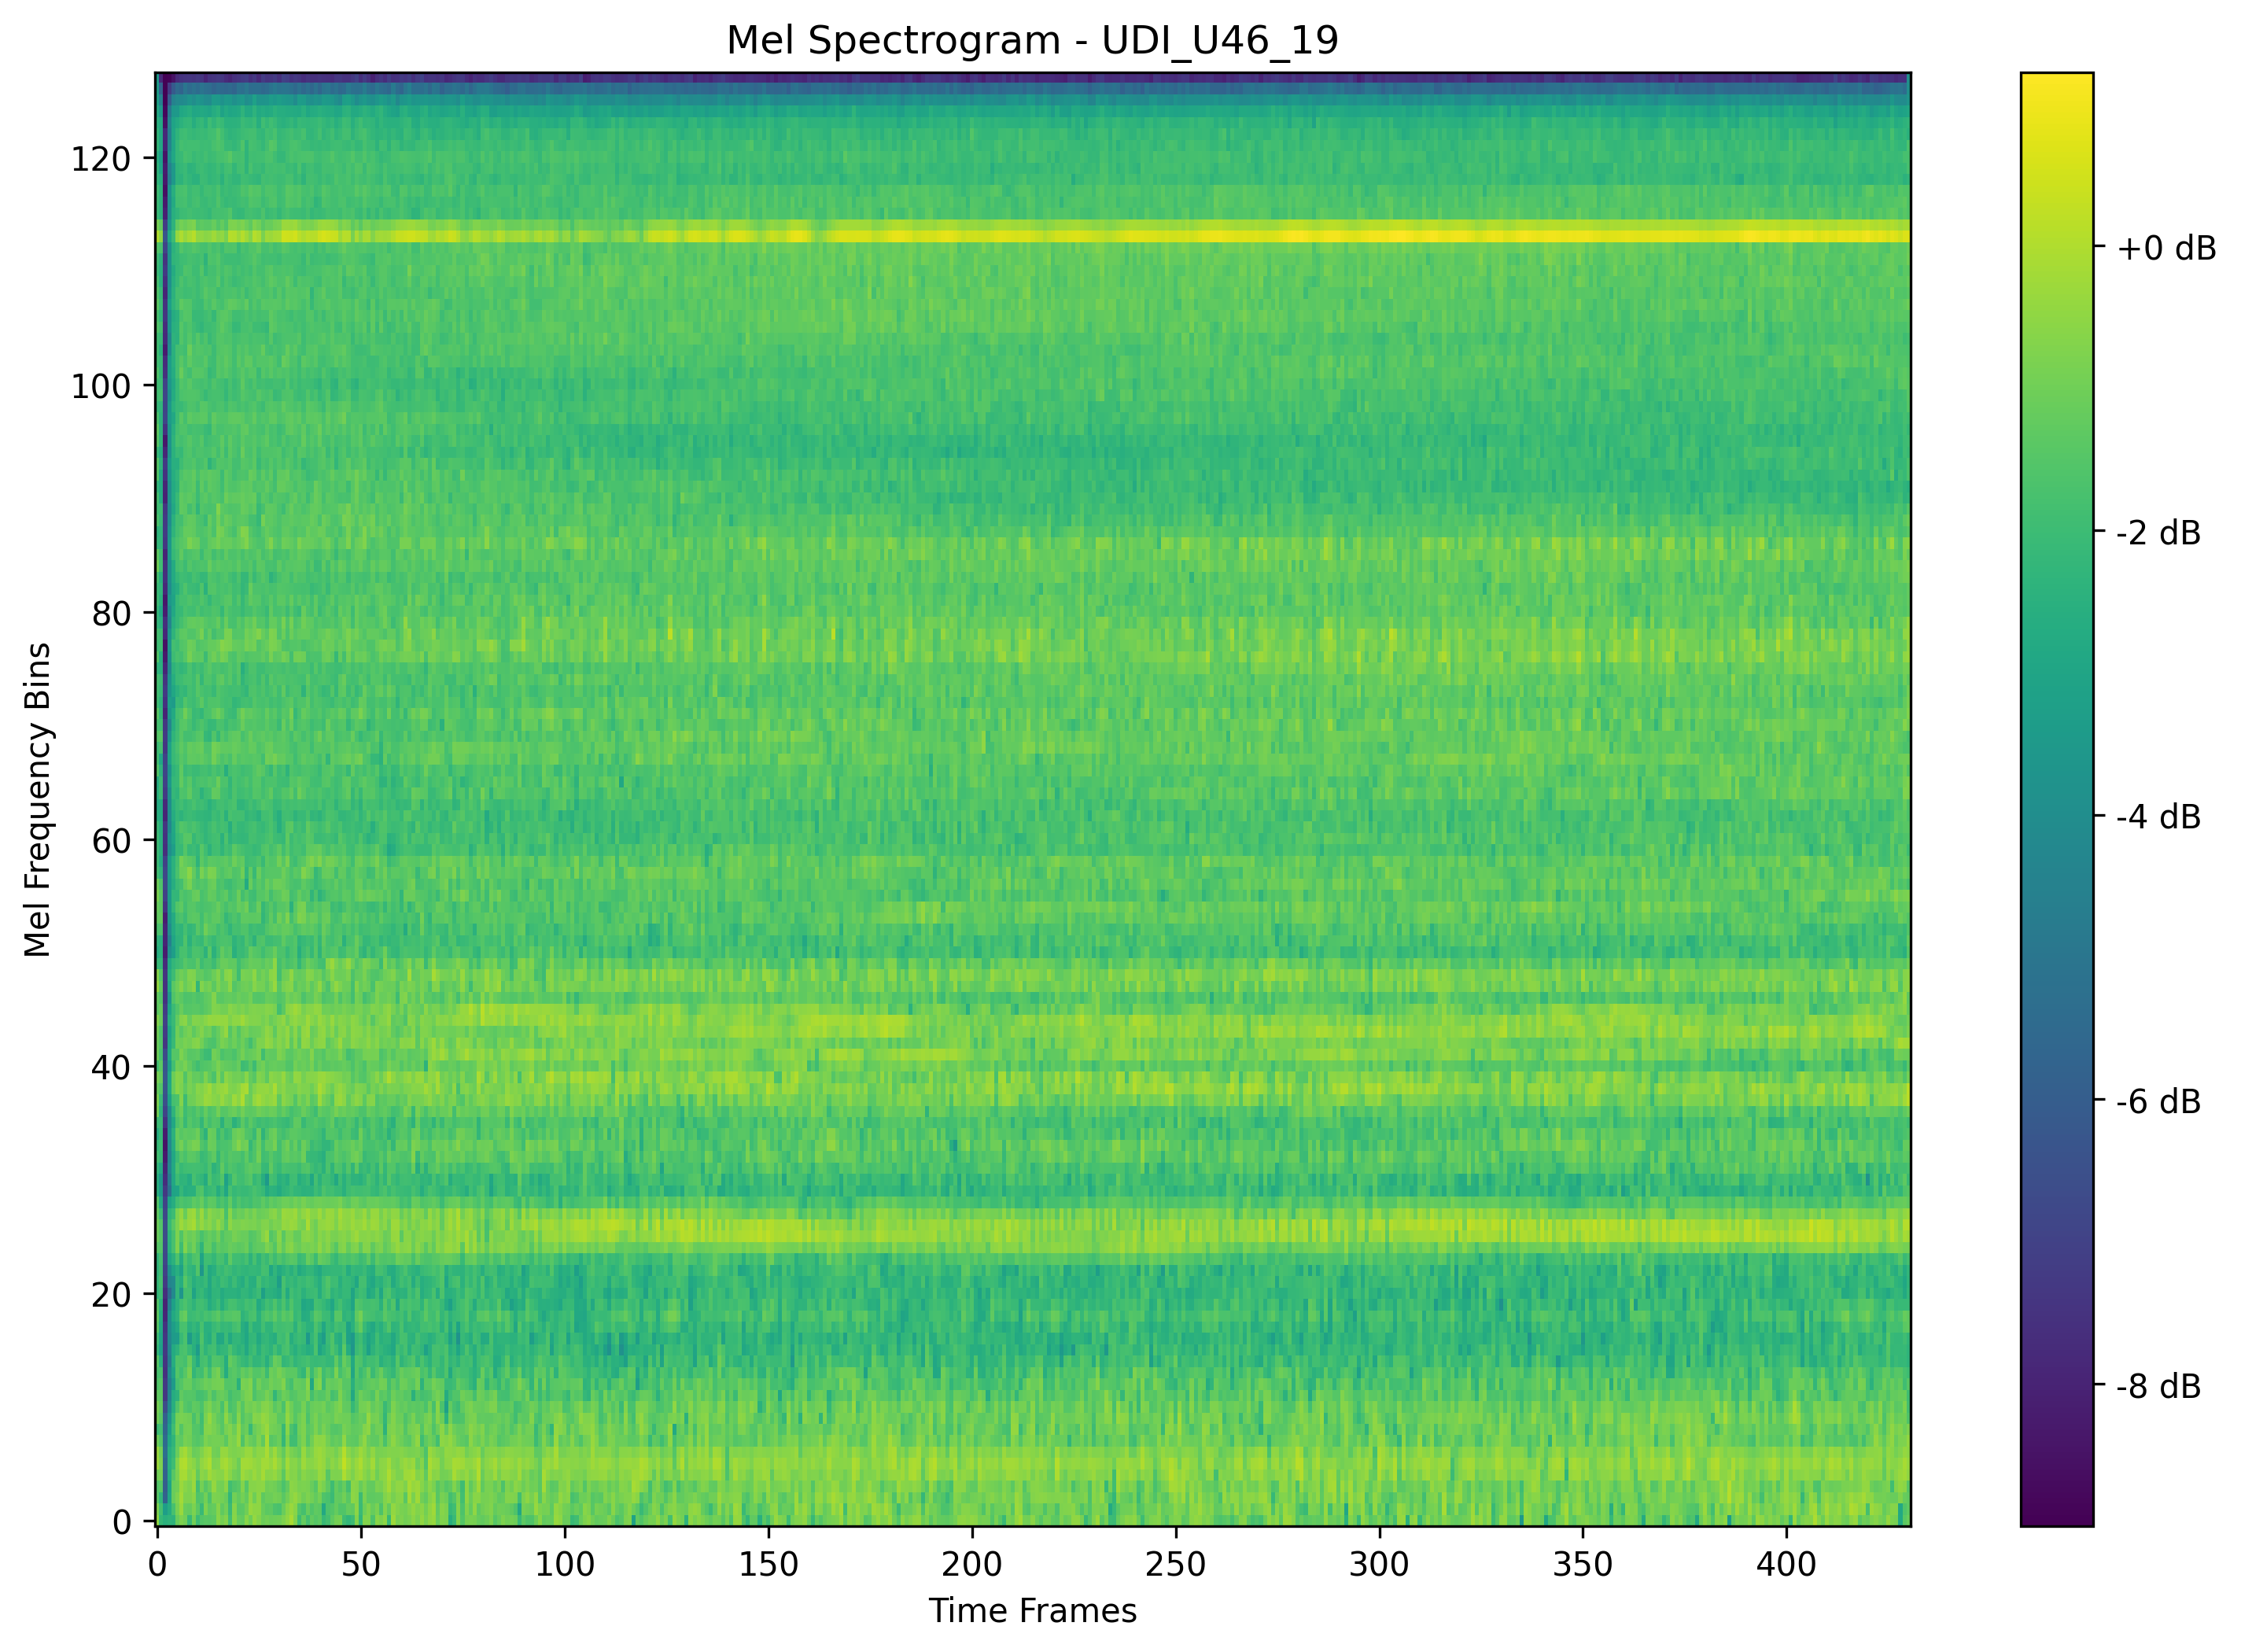 Mel Spectrogram - UDI_U46_19
Mel Frequency Bins
120
100
80
60
40
20
0
0 50 100 150 200 250 300 350 400
Time Frames
+0 dB
-2 dB
-4 dB
-6 dB
-8 dB